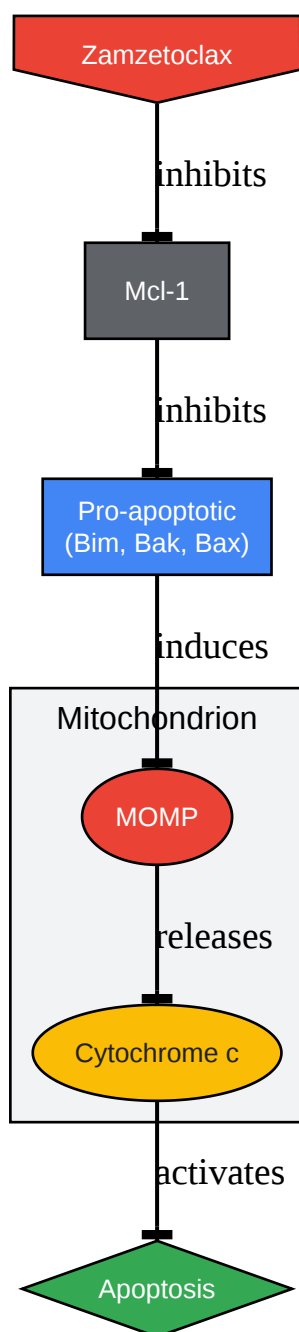 Zamzetoclax
inhibits
Mcl-1
inhibits
Pro-apoptotic
(Bim, Bak, Bax)
induces
Mitochondrion
MOMP
releases
Cytochrome c
activates
Apoptosis